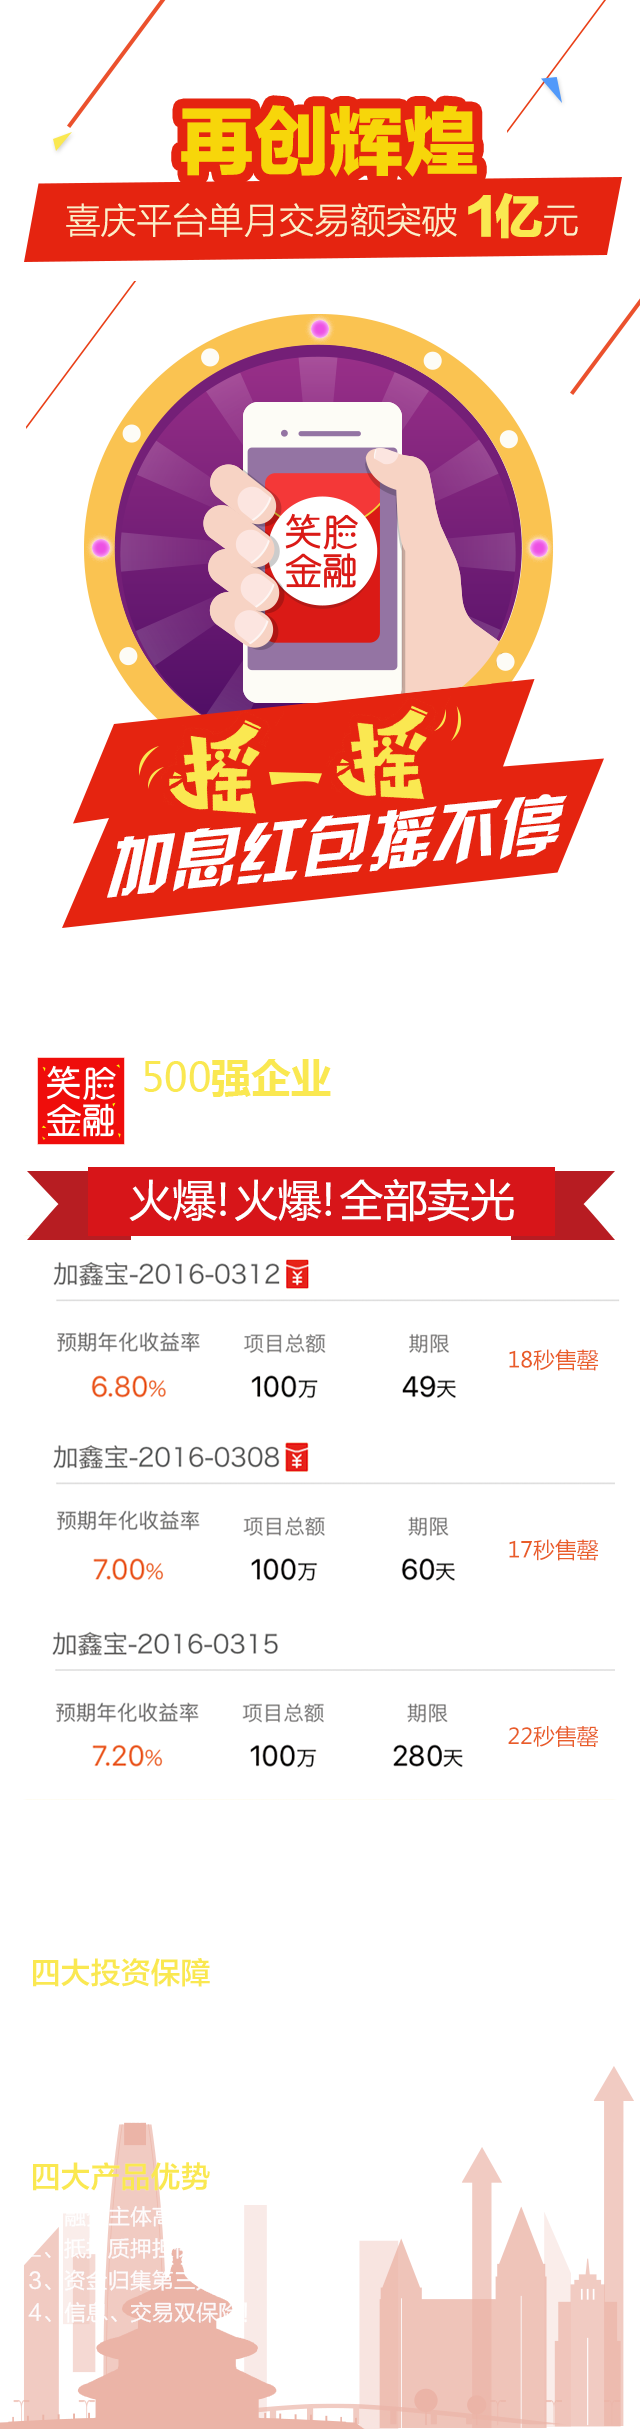 再创辉煌
喜庆平台单月交易额突破1亿元
笑脸
金融
摇一摇
加息红包摇不停
笑脸
金融
500强企业
火爆!火爆!全部卖光
加鑫宝-2016-0312
预期年化收益率 项目总额 期限
6.80% 100万 49天
18秒售罄
加鑫宝-2016-0308
预期年化收益率 项目总额 期限
7.00% 100万 60天
17秒售罄
加鑫宝-2016-0315
预期年化收益率 项目总额 期限
7.20% 100万 280天
22秒售罄
四大投资保障
四大产品优势
融 主体高
2、抵 质押担
3、资金归集第三
4、信息、交易双保险!